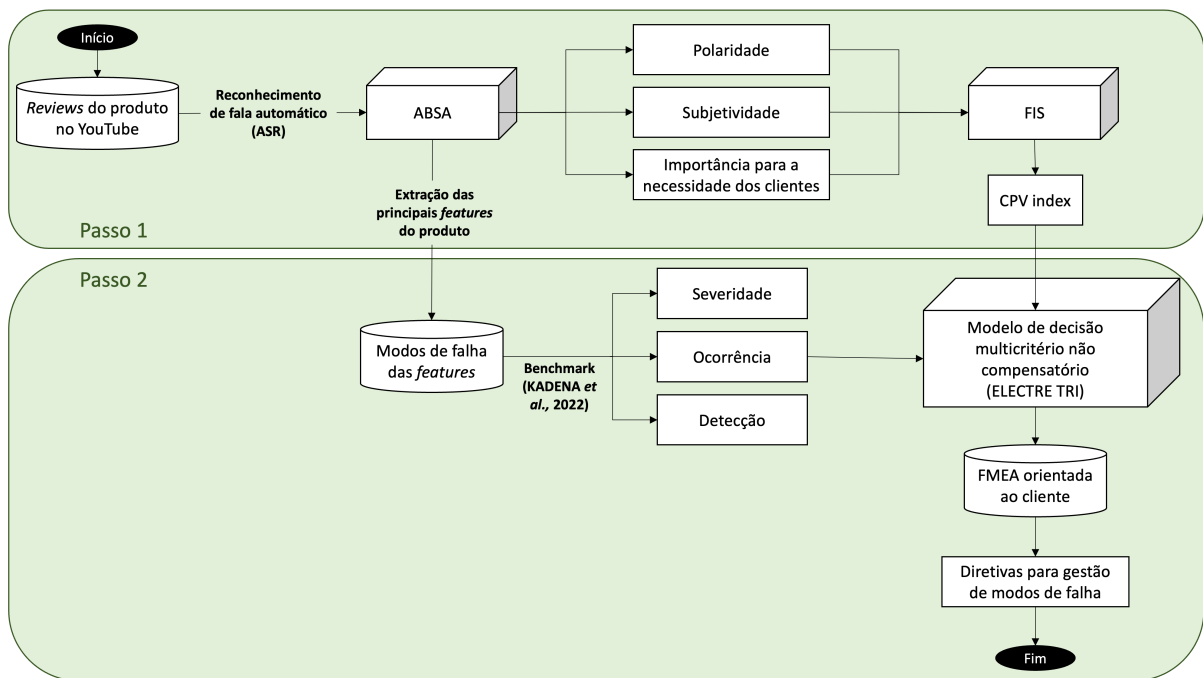 Início
Reviews do produto
no YouTube
Reconhecimento
de fala automático
(ASR)
ABSA
Polaridade
Subjetividade
Importância para a
necessidade dos clientes
FIS
CPV index
Extração das
principais features
do produto
Passo 1
Passo 2
Modos de falha
das features
Benchmark
(KADENA et
al., 2022)
Severidade
Ocorrência
Detecção
Modelo de decisão
multicritério não
compensatório
(ELECTRE TRI)
FMEA orientada
ao cliente
Diretivas para gestão
de modos de falha
Fim